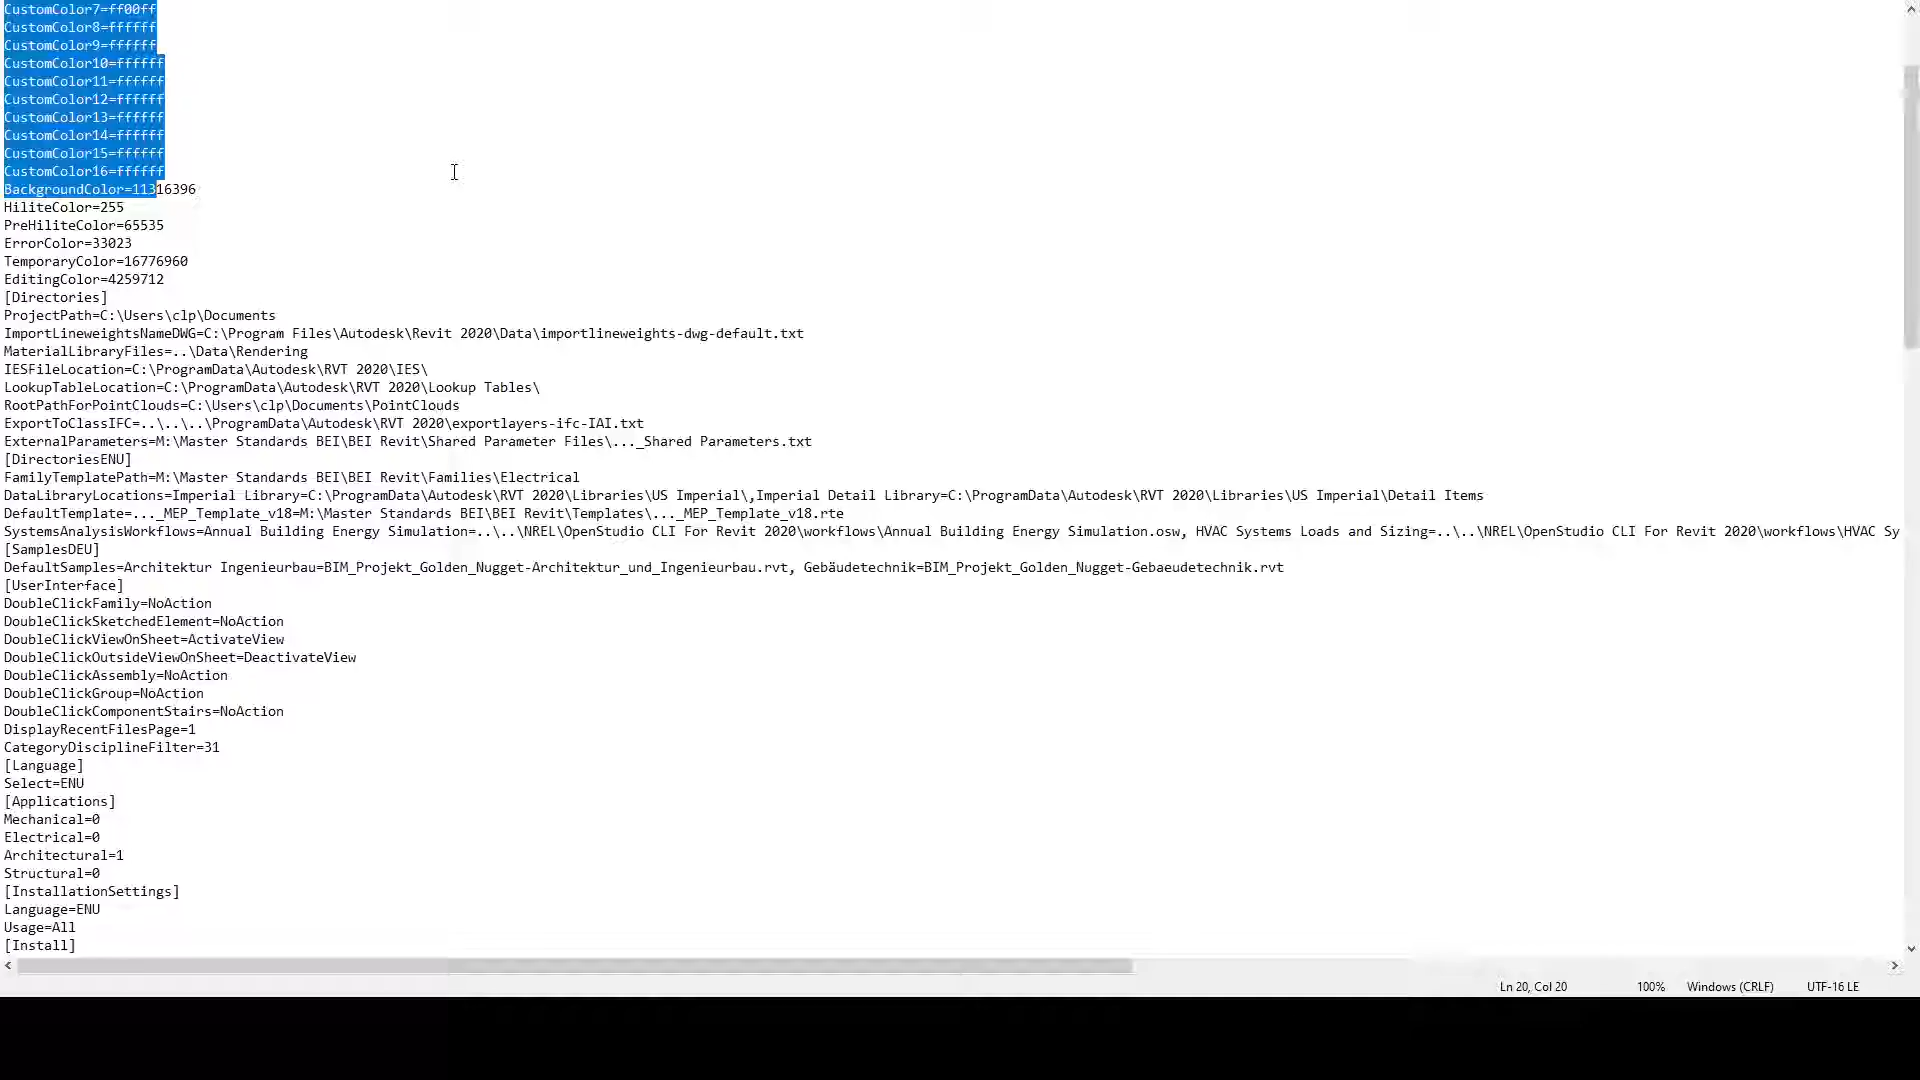 CustomColor7=ff00ff
CustomColor8=ffffff
CustomColor9=ffffff
CustomColor10=ffffff
CustomColor11=ffffff
CustomColor12=ffffff
CustomColor13=ffffff
CustomColor14=ffffff
CustomColor15=ffffff
CustomColor16=ffffff
BackgroundColor=11316396
HiliteColor=255
PreHiliteColor=65535
ErrorColor=33023
TemporaryColor=16776960
EditingColor=4259712
[Directories]
ProjectPath=C:\Users\clp\Documents
ImportLineweightsNameDWG=C:\Program Files\Autodesk\Revit 2020\Data\importlineweights-dwg-default.txt
MaterialLibraryFiles=..\Data\Rendering
IESFileLocation=C:\ProgramData\Autodesk\RVT 2020\IES\
LookupTableLocation=C:\ProgramData\Autodesk\RVT 2020\Lookup Tables\
RootPathForPointClouds=C:\Users\clp\Documents\PointClouds
ExportToClassIFC=..\..\..\ProgramData\Autodesk\RVT 2020\exportlayers-ifc-IAI.txt
ExternalParameters=M:\Master Standards BEI\BEI Revit\Shared Parameter Files\..._Shared Parameters.txt
[DirectoriesENU]
FamilyTemplatePath=M:\Master Standards BEI\BEI Revit\Families\Electrical
DataLibraryLocations=Imperial Library=C:\ProgramData\Autodesk\RVT 2020\Libraries\US Imperial\,Imperial Detail Library=C:\ProgramData\Autodesk\RVT 2020\Libraries\US Imperial\Detail Items
DefaultTemplate=..._MEP_Template_v18=M:\Master Standards BEI\BEI Revit\Templates\..._MEP_Template_v18.rte
SystemsAnalysisWorkflows=Annual Building Energy Simulation=..\..\NREL\OpenStudio CLI For Revit 2020\workflows\Annual Building Energy Simulation.osw, HVAC Systems Loads and Sizing=..\..\NREL\OpenStudio CLI For Revit 2020\workflows\HVAC Sy
[SamplesDEU]
DefaultSamples=Architektur Ingenieurbau=BIM_Projekt_Golden_Nugget-Architektur_und_Ingenieurbau.rvt, Gebäudetechnik=BIM_Projekt_Golden_Nugget-Gebaeudetechnik.rvt
[UserInterface]
DoubleClickFamily=NoAction
DoubleClickSketchedElement=NoAction
DoubleClickViewOnSheet=ActivateView
DoubleClickOutsideViewOnSheet=DeactivateView
DoubleClickAssembly=NoAction
DoubleClickGroup=NoAction
DoubleClickComponentStairs=NoAction
DisplayRecentFilesPage=1
CategoryDisciplineFilter=31
[Language]
Select=ENU
[Applications]
Mechanical=0
Electrical=0
Architectural=1
Structural=0
[InstallationSettings]
Language=ENU
Usage=All
[Install]
Ln 20, Col 20
100%
Windows (CRLF)
UTF-16 LE